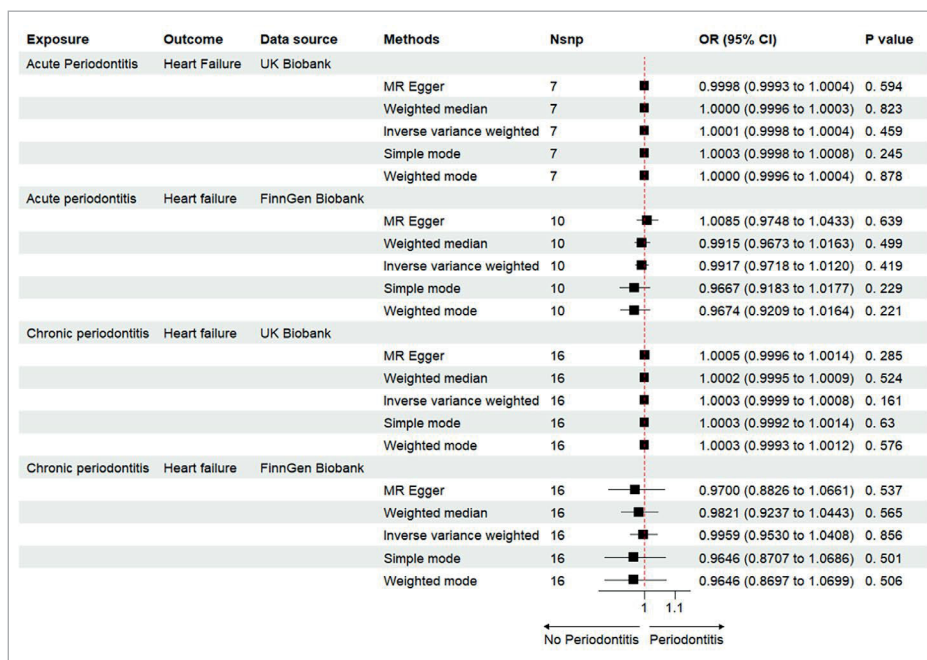 Exposure Outcome Data source Methods Nsnp OR (95% CI) P value
Acute Periodontitis Heart Failure UK Biobank
MR Egger 7 0.9998 (0.9993 to 1.0004) 0. 594
Weighted median 7 1.0000 (0.9996 to 1.0003) 0. 823
Inverse variance weighted 7 1.0001 (0.9998 to 1.0004) 0. 459
Simple mode 7 1.0003 (0.9998 to 1.0008) 0. 245
Weighted mode 7 1.0000 (0.9996 to 1.0004) 0. 878
Acute periodontitis Heart failure FinnGen Biobank
MR Egger 10 1.0085 (0.9748 to 1.0433) 0. 639
Weighted median 10 0.9915 (0.9673 to 1.0163) 0. 499
Inverse variance weighted 10 0.9917 (0.9718 to 1.0120) 0. 419
Simple mode 10 0.9667 (0.9183 to 1.0177) 0. 229
Weighted mode 10 0.9674 (0.9209 to 1.0164) 0. 221
Chronic periodontitis Heart failure UK Biobank
MR Egger 16 1.0005 (0.9996 to 1.0014) 0. 285
Weighted median 16 1.0002 (0.9995 to 1.0009) 0. 524
Inverse variance weighted 16 1.0003 (0.9999 to 1.0008) 0. 161
Simple mode 16 1.0003 (0.9992 to 1.0014) 0. 63
Weighted mode 16 1.0003 (0.9993 to 1.0012) 0. 576
Chronic periodontitis Heart failure FinnGen Biobank
MR Egger 16 0.9700 (0.8826 to 1.0661) 0. 537
Weighted median 16 0.9821 (0.9237 to 1.0443) 0. 565
Inverse variance weighted 16 0.9959 (0.9530 to 1.0408) 0. 856
Simple mode 16 0.9646 (0.8707 to 1.0686) 0. 501
Weighted mode 16 0.9646 (0.8697 to 1.0699) 0. 506
1 1.1
No Periodontitis Periodontitis